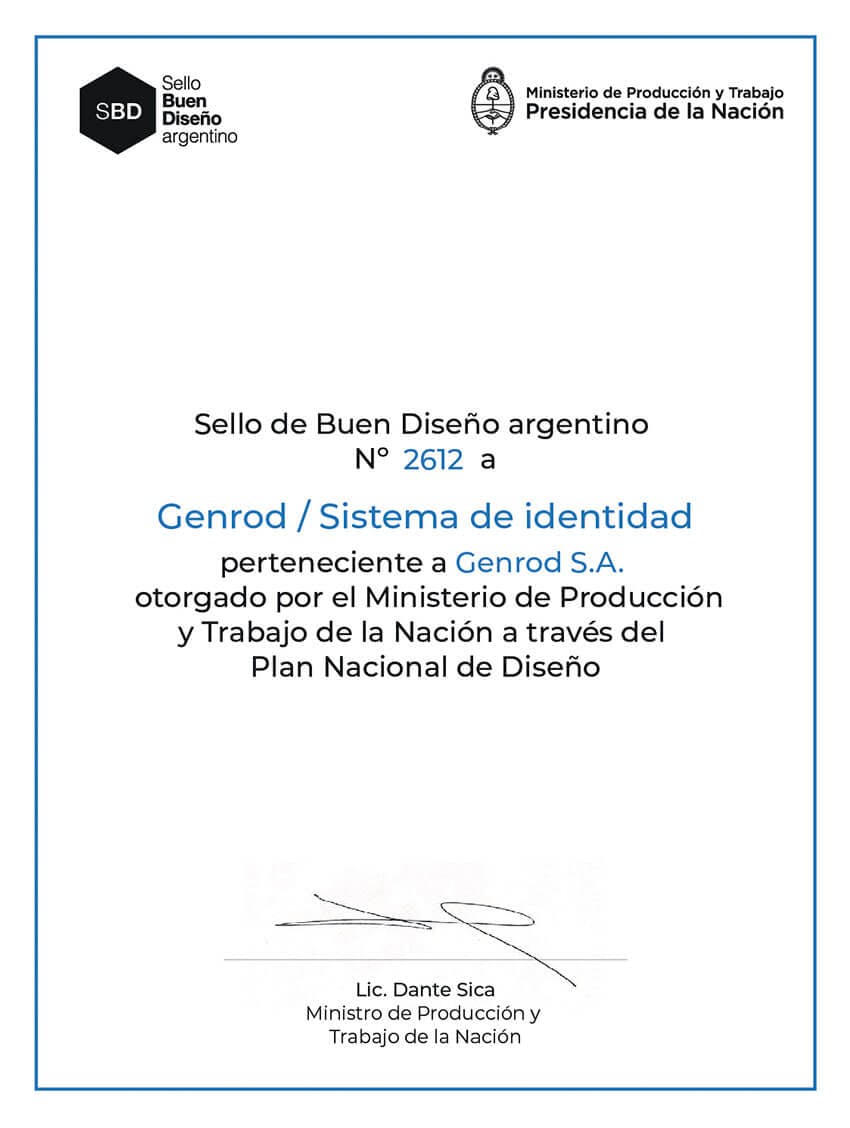 SBD
Sello
Buen
Diseño
argentino
Ministerio de Producción y Trabajo
Presidencia de la Nación
Sello de Buen Diseño argentino
Nº 2612 a
Genrod / Sistema de identidad
perteneciente a Genrod S.A.
otorgado por el Ministerio de Producción
y Trabajo de la Nación a través del
Plan Nacional de Diseño
Lic. Dante Sica
Ministro de Producción y
Trabajo de la Nación